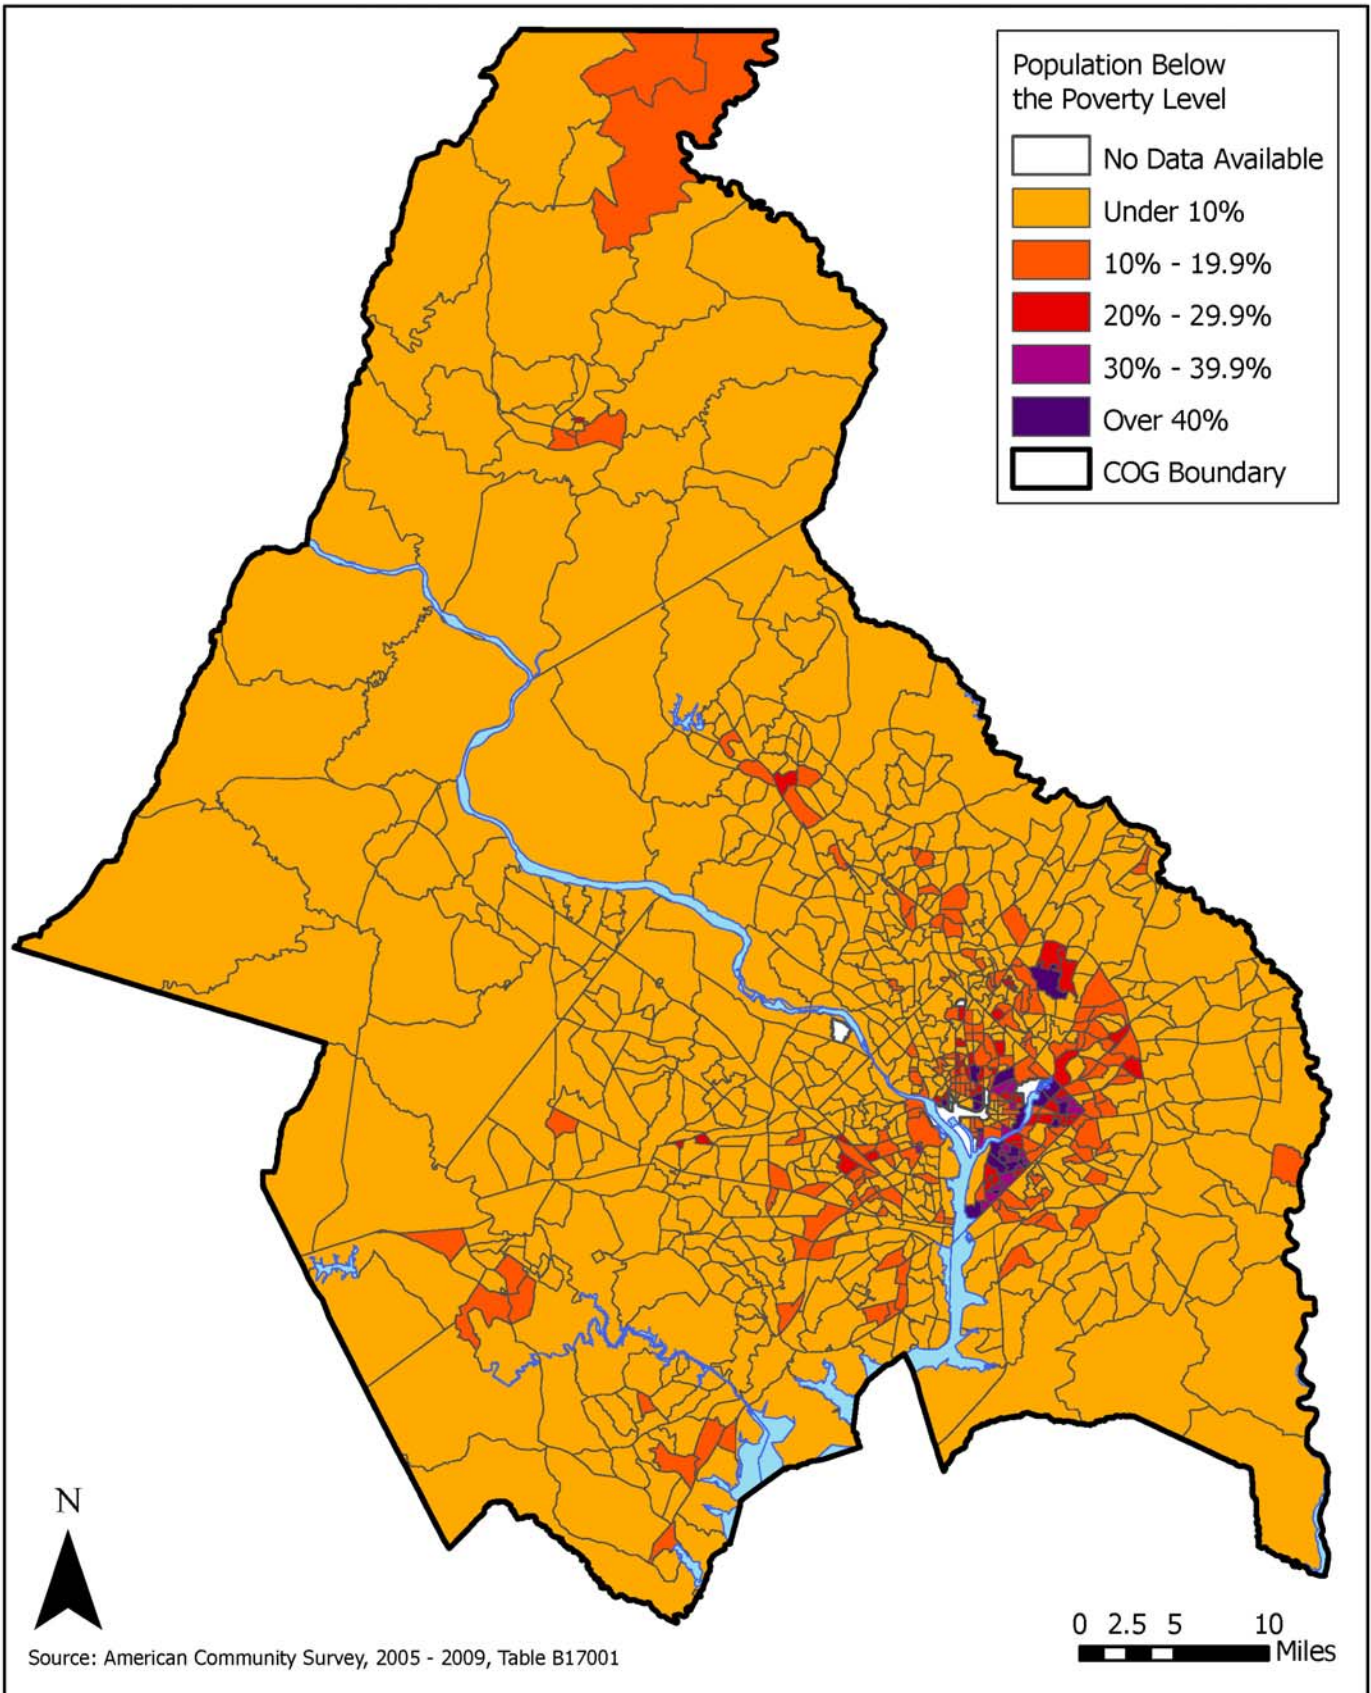 Population Below
the Poverty Level
No Data Available
Under 10%
10% - 19.9%
20% - 29.9%
30% - 39.9%
Over 40%
COG Boundary
N
0 2.5 5 10
Miles
Source: American Community Survey, 2005 - 2009, Table B17001